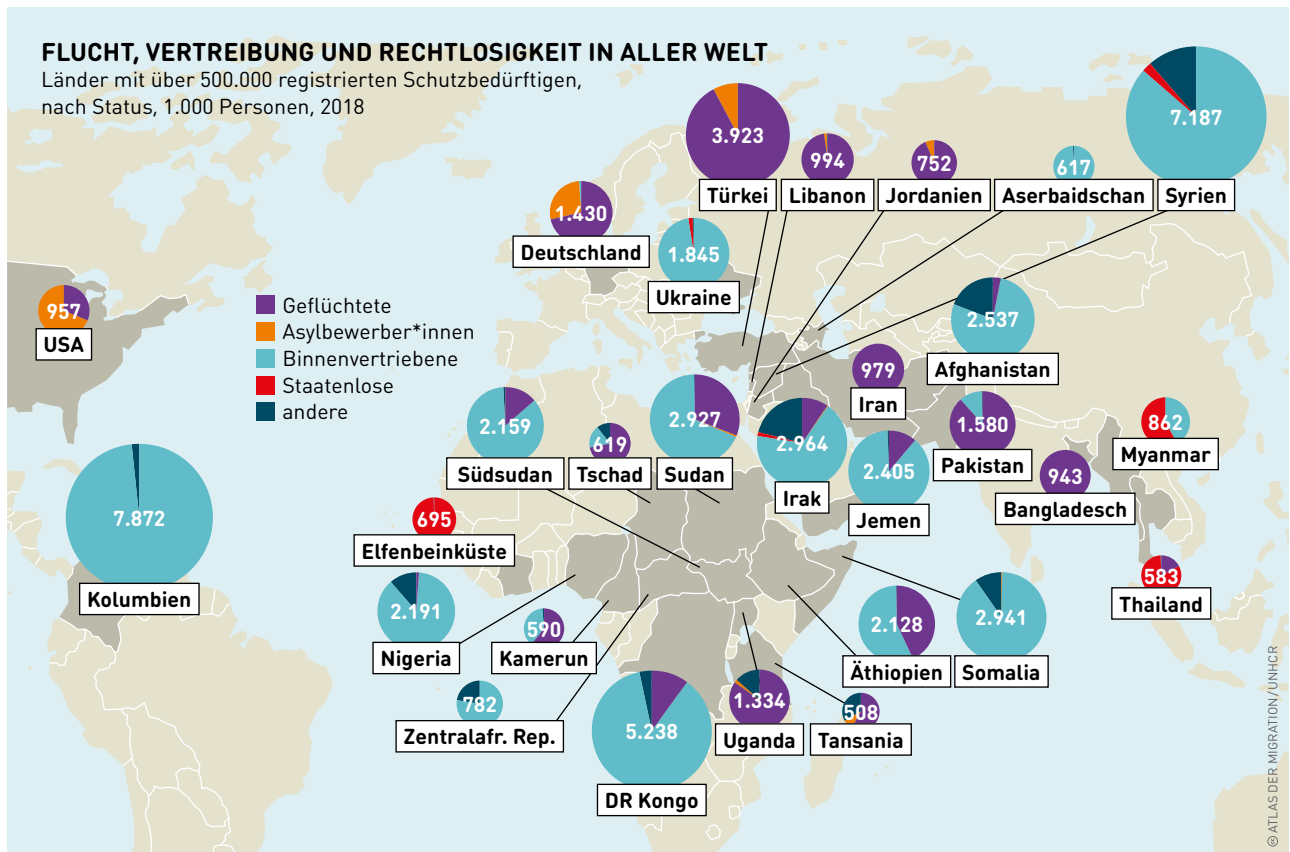 FLUCHT, VERTREIBUNG UND RECHTLOSIGKEIT IN ALLER WELT
Länder mit über 500.000 registrierten Schutzbedürftigen,
nach Status, 1.000 Personen, 2018
3.923
Türkei
994
Libanon
752
Jordanien
617
Aserbaidschan
7.187
Syrien
1.430
Deutschland
1.845
Ukraine
957
USA
Geflüchtete
Asylbewerber*innen
Binnenvertriebene
Staatenlose
andere
2.537
Afghanistan
979
Iran
2.159
Südsudan
619
Tschad
2.927
Sudan
2.964
Irak
2.405
Jemen
1.580
Pakistan
943
Bangladesch
862
Myanmar
7.872
Kolumbien
695
Elfenbeinküste
583
Thailand
2.191
Nigeria
590
Kamerun
2.128
Äthiopien
2.941
Somalia
782
Zentralafr. Rep.
5.238
DR Kongo
1.334
Uganda
508
Tansania
© ATLAS DER MIGRATION / UNHCR